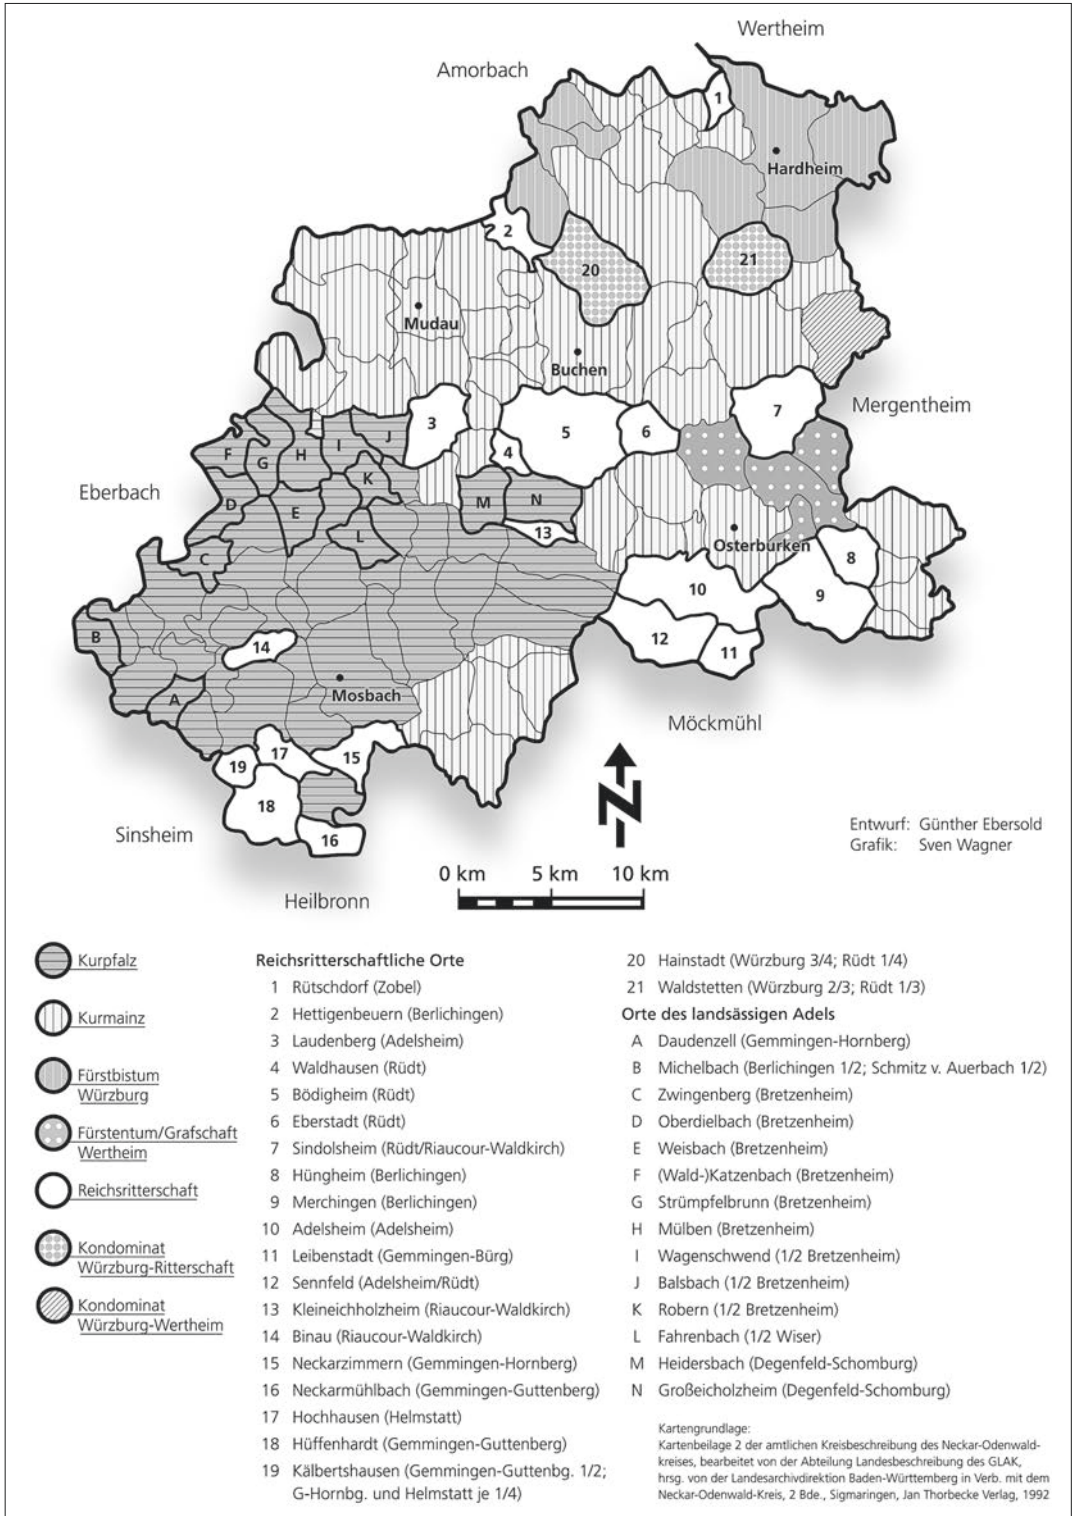 Wertheim
Amorbach
1
Hardheim
2
20
21
Mudau
Buchen
Mergentheim
7
3
5
6
J
4
F
G
H
I
K
Eberbach
D
E
M
N
L
13
Osterburken
C
8
10
9
B
14
12
11
A
Mosbach
Möckmühl
17
15
19
18
16
N
Sinsheim
Entwurf: Günther Ebersold
Grafik: Sven Wagner
0 km 5 km 10 km
Heilbronn
Kurpfalz
Kurmainz
Fürstbistum
Würzburg
Fürstentum/Grafschaft
Wertheim
Reichsritterschaft
Kondominat
Würzburg-Ritterschaft
Kondominat
Würzburg-Wertheim
Reichsritterschaftliche Orte
1 Rütschdorf (Zobel)
2 Hettigenbeuern (Berlichingen)
3 Laudenberg (Adelsheim)
4 Waldhausen (Rüdt)
5 Bödigheim (Rüdt)
6 Eberstadt (Rüdt)
7 Sindolsheim (Rüdt/Riaucour-Waldkirch)
8 Hüngheim (Berlichingen)
9 Merchingen (Berlichingen)
10 Adelsheim (Adelsheim)
11 Leibenstadt (Gemmingen-Bürg)
12 Sennfeld (Adelsheim/Rüdt)
13 Kleineichholzheim (Riaucour-Waldkirch)
14 Binau (Riaucour-Waldkirch)
15 Neckarzimmern (Gemmingen-Hornberg)
16 Neckarmühlbach (Gemmingen-Guttenberg)
17 Hochhausen (Helmstatt)
18 Hüffenhardt (Gemmingen-Guttenberg)
19 Kälbertshausen (Gemmingen-Guttenbg. 1/2;
G-Hornbg. und Helmstatt je 1/4)
20 Hainstadt (Würzburg 3/4; Rüdt 1/4)
21 Waldstetten (Würzburg 2/3; Rüdt 1/3)
Orte des landsässigen Adels
A Daudenzell (Gemmingen-Hornberg)
B Michelbach (Berlichingen 1/2; Schmitz v. Auerbach 1/2)
C Zwingenberg (Bretzenheim)
D Oberdielbach (Bretzenheim)
E Weisbach (Bretzenheim)
F (Wald-)Katzenbach (Bretzenheim)
G Strümpfelbrunn (Bretzenheim)
H Mülben (Bretzenheim)
I Wagenschwend (1/2 Bretzenheim)
J Balsbach (1/2 Bretzenheim)
K Robern (1/2 Bretzenheim)
L Fahrenbach (1/2 Wiser)
M Heidersbach (Degenfeld-Schomburg)
N Großeicholzheim (Degenfeld-Schomburg)
Kartengrundlage:
Kartenbeilage 2 der amtlichen Kreisbeschreibung des Neckar-Odenwald-
kreises, bearbeitet von der Abteilung Landesbeschreibung des GLAK,
hrsg. von der Landesarchivdirektion Baden-Württemberg in Verb. mit dem
Neckar-Odenwald-Kreis, 2 Bde., Sigmaringen, Jan Thorbecke Verlag, 1992